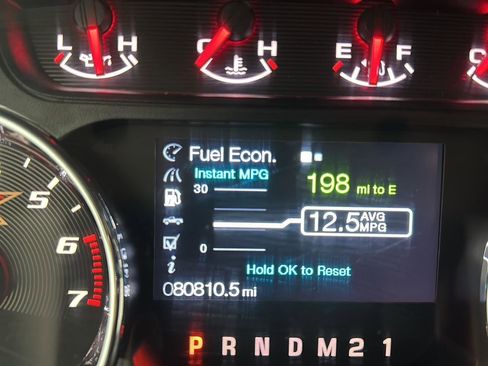 L H C H E F C
Fuel Econ.
Instant MPG
30
198 mi to E
12.5 AVG MPG
0
Hold OK to Reset
i
080810.5 mi
5
6
7
P R N D M 2 1